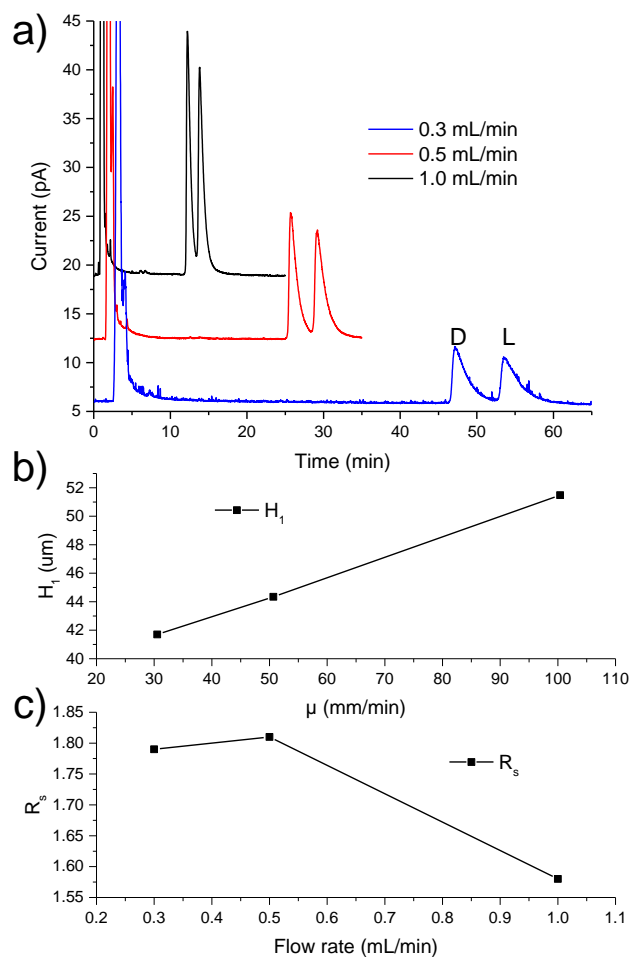 a)
45
40
35
30
25
20
15
10
5
Current (pA)
0.3 mL/min
0.5 mL/min
1.0 mL/min
D L
0 10 20 30 40 50 60
Time (min)
b)
52
50
48
46
44
42
40
H₁ (um)
H₁
20 30 40 50 60 70 80 90 100 110
µ (mm/min)
c)
1.85
1.80
1.75
1.70
1.65
1.60
1.55
Rₛ
Rₛ
0.2 0.3 0.4 0.5 0.6 0.7 0.8 0.9 1.0 1.1
Flow rate (mL/min)